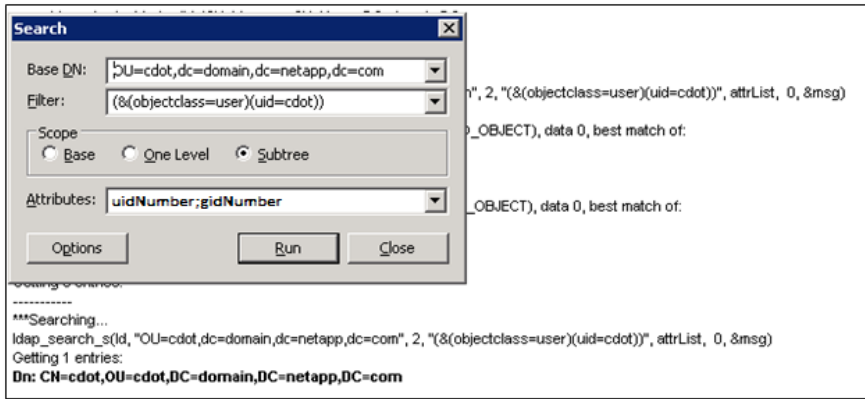 Search
Base DN: OU=cdot,dc=domain,dc=netapp,dc=com
Filter: (&(objectclass=user)(uid=cdot))
n", 2, "(&(objectclass=user)(uid=cdot))", attrList, 0, &msg)
Scope
_OBJECT), data 0, best match of:
Base One Level Subtree
Attributes: uidNumber;gidNumber
_OBJECT), data 0, best match of:
Options Run Close
-----------
***Searching...
ldap_search_s(ld, "OU=cdot,dc=domain,dc=netapp,dc=com", 2, "(&(objectclass=user)(uid=cdot))", attrList, 0, &msg)
Getting 1 entries:
Dn: CN=cdot,OU=cdot,DC=domain,DC=netapp,DC=com